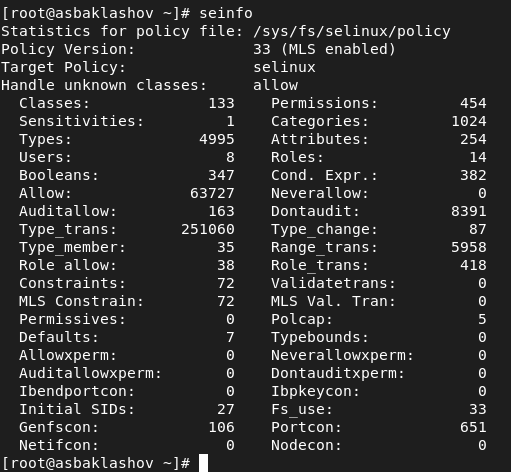 [root@asbaklashov ~]# seinfo
Statistics for policy file: /sys/fs/selinux/policy
Policy Version:             33 (MLS enabled)
Target Policy:              selinux
Handle unknown classes:     allow
  Classes:             133    Permissions:         454
  Sensitivities:         1    Categories:         1024
  Types:              4995    Attributes:          254
  Users:                 8    Roles:                14
  Booleans:            347    Cond. Expr.:         382
  Allow:             63727    Neverallow:            0
  Auditallow:          163    Dontaudit:          8391
  Type_trans:       251060    Type_change:          87
  Type_member:          35    Range_trans:        5958
  Role allow:           38    Role_trans:          418
  Constraints:          72    Validatetrans:         0
  MLS Constrain:        72    MLS Val. Tran:         0
  Permissives:           0    Polcap:                5
  Defaults:              7    Typebounds:            0
  Allowxperm:            0    Neverallowxperm:       0
  Auditallowxperm:       0    Dontauditxperm:        0
  Ibendportcon:          0    Ibpkeycon:             0
  Initial SIDs:         27    Fs_use:               33
  Genfscon:            106    Portcon:             651
  Netifcon:              0    Nodecon:               0
[root@asbaklashov ~]#